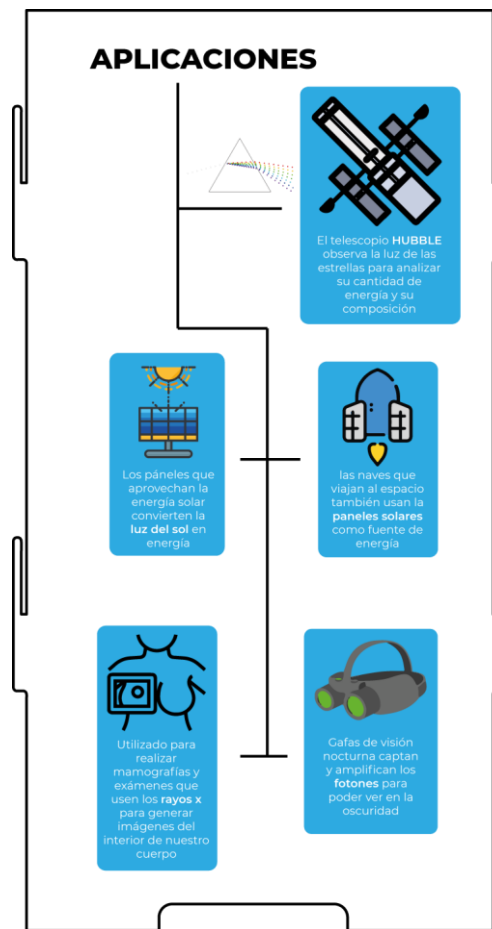 APLICACIONES
El telescopio HUBBLE
observa la luz de las
estrellas para analizar
su cantidad de
energía y su
composición
Los páneles que
aprovechan la
energía solar
convierten la
luz del sol en
energía
las naves que
viajan al espacio
también usan la
paneles solares
como fuente de
energía
Utilizado para
realizar
mamografías y
exámenes que
usen los rayos x
para generar
imágenes del
interior de nuestro
cuerpo
Gafas de visión
nocturna captan
y amplifican los
fotones para
poder ver en la
oscuridad